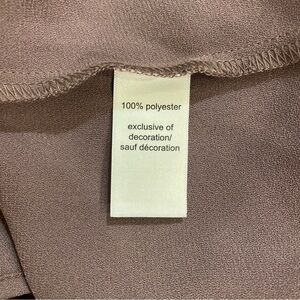 100% polyester
exclusive of
decoration/
sauf décoration